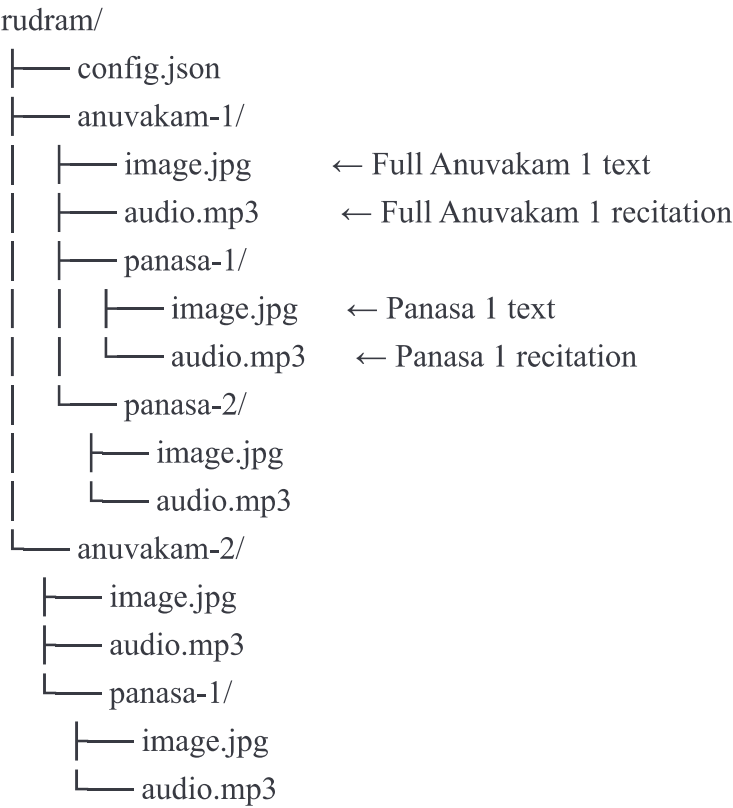 rudram/
├── config.json
├── anuvakam-1/
│   ├── image.jpg          ← Full Anuvakam 1 text
│   ├── audio.mp3          ← Full Anuvakam 1 recitation
│   ├── panasa-1/
│   │   ├── image.jpg      ← Panasa 1 text
│   │   └── audio.mp3      ← Panasa 1 recitation
│   └── panasa-2/
│       ├── image.jpg
│       └── audio.mp3
└── anuvakam-2/
    ├── image.jpg
    ├── audio.mp3
    └── panasa-1/
        ├── image.jpg
        └── audio.mp3